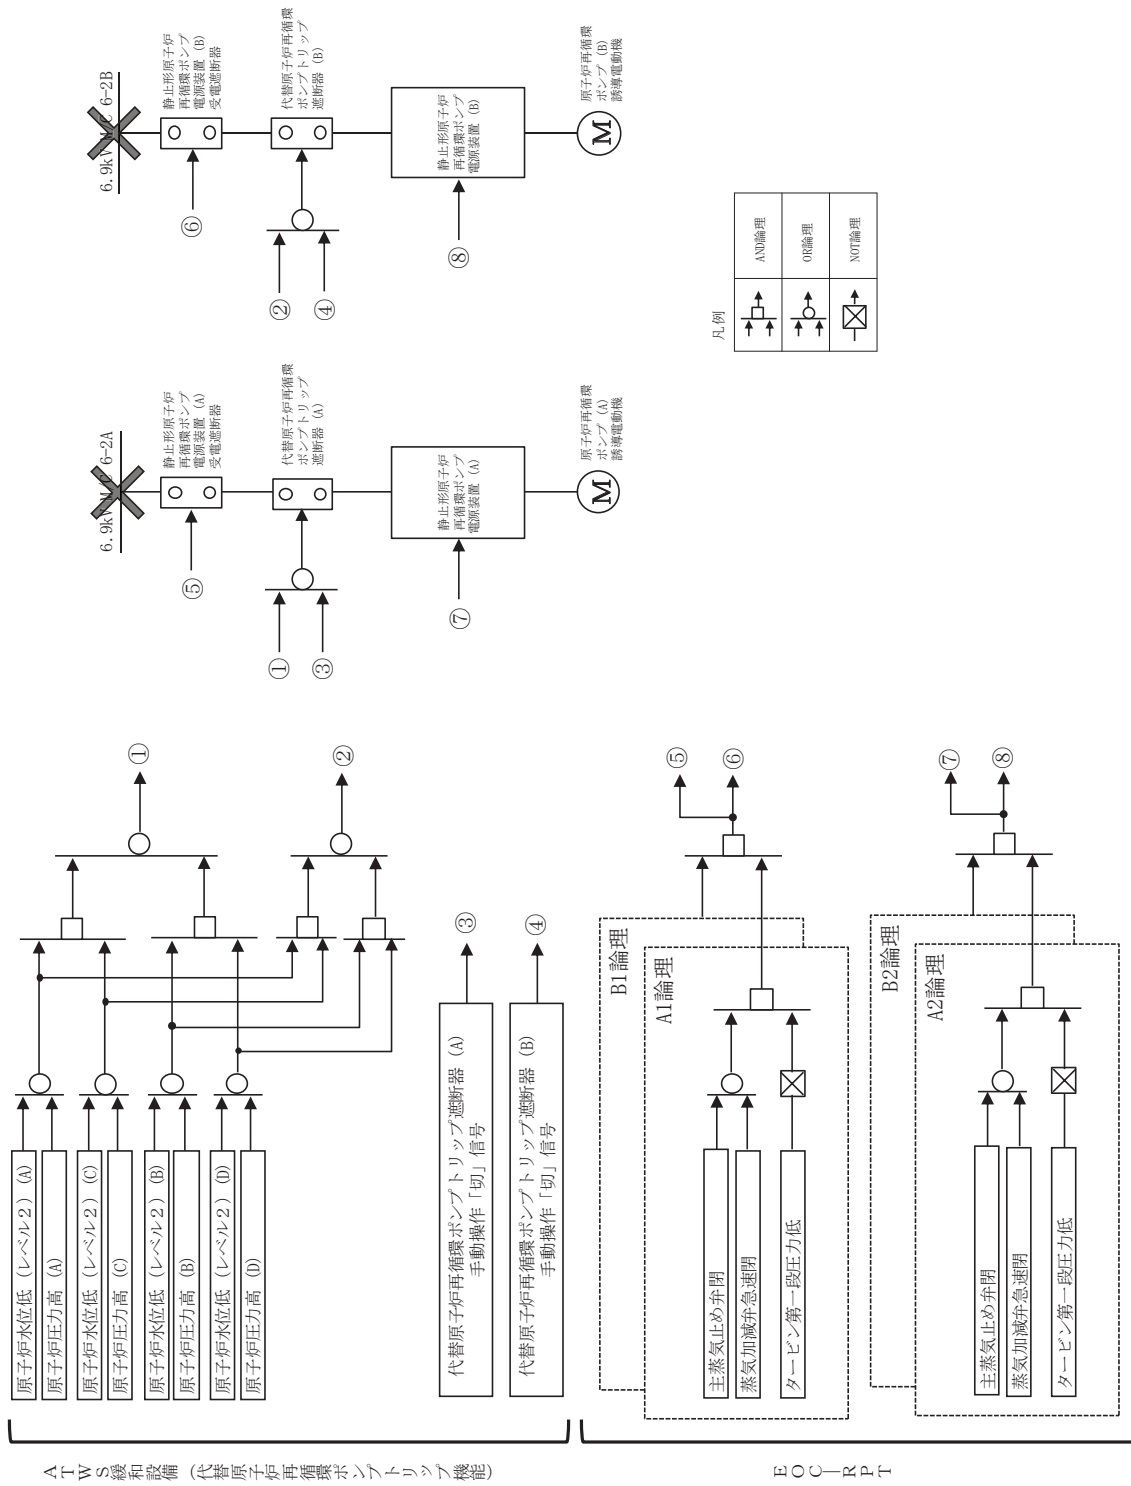 ATWS緩和設備（代替原子炉再循環ポンプトリップ機能）
原子炉水位低（レベル２）(A)
原子炉圧力高 (A)
原子炉水位低（レベル２）(C)
原子炉圧力高 (C)
原子炉水位低（レベル２）(B)
原子炉圧力高 (B)
原子炉水位低（レベル２）(D)
原子炉圧力高 (D)
①
②
代替原子炉再循環ポンプトリップ遮断器 (A)
手動操作「切」信号
③
代替原子炉再循環ポンプトリップ遮断器 (B)
手動操作「切」信号
④
EOC―RPT
B1論理
A1論理
主蒸気止め弁閉
蒸気加減弁急速閉
タービン第一段圧力低
⑤
⑥
B2論理
A2論理
主蒸気止め弁閉
蒸気加減弁急速閉
タービン第一段圧力低
⑦
⑧
6.9kV M/C 6-2A
静止形原子炉
再循環ポンプ
電源装置 (A)
受電遮断器
⑤
代替原子炉再循環
ポンプトリップ
遮断器 (A)
①
③
静止形原子炉
再循環ポンプ
電源装置 (A)
⑦
M
原子炉再循環
ポンプ (A)
誘導電動機
6.9kV M/C 6-2B
静止形原子炉
再循環ポンプ
電源装置 (B)
受電遮断器
⑥
代替原子炉再循環
ポンプトリップ
遮断器 (B)
②
④
静止形原子炉
再循環ポンプ
電源装置 (B)
⑧
M
原子炉再循環
ポンプ (B)
誘導電動機
凡例
AND論理
OR論理
NOT論理